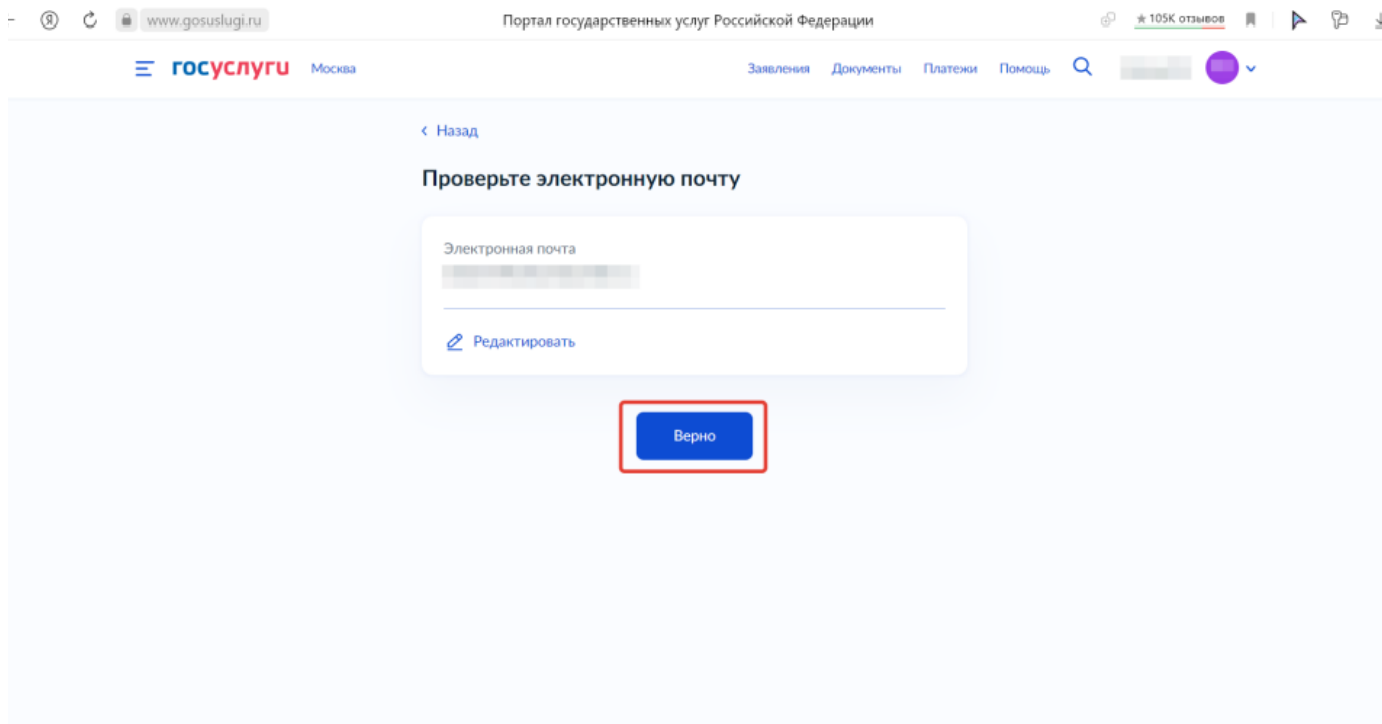 www.gosuslugi.ru Портал государственных услуг Российской Федерации ★ 105K отзывов
госуслуги Москва Заявления Документы Платежи Помощь
Назад
Проверьте электронную почту
Электронная почта
Редактировать
Верно